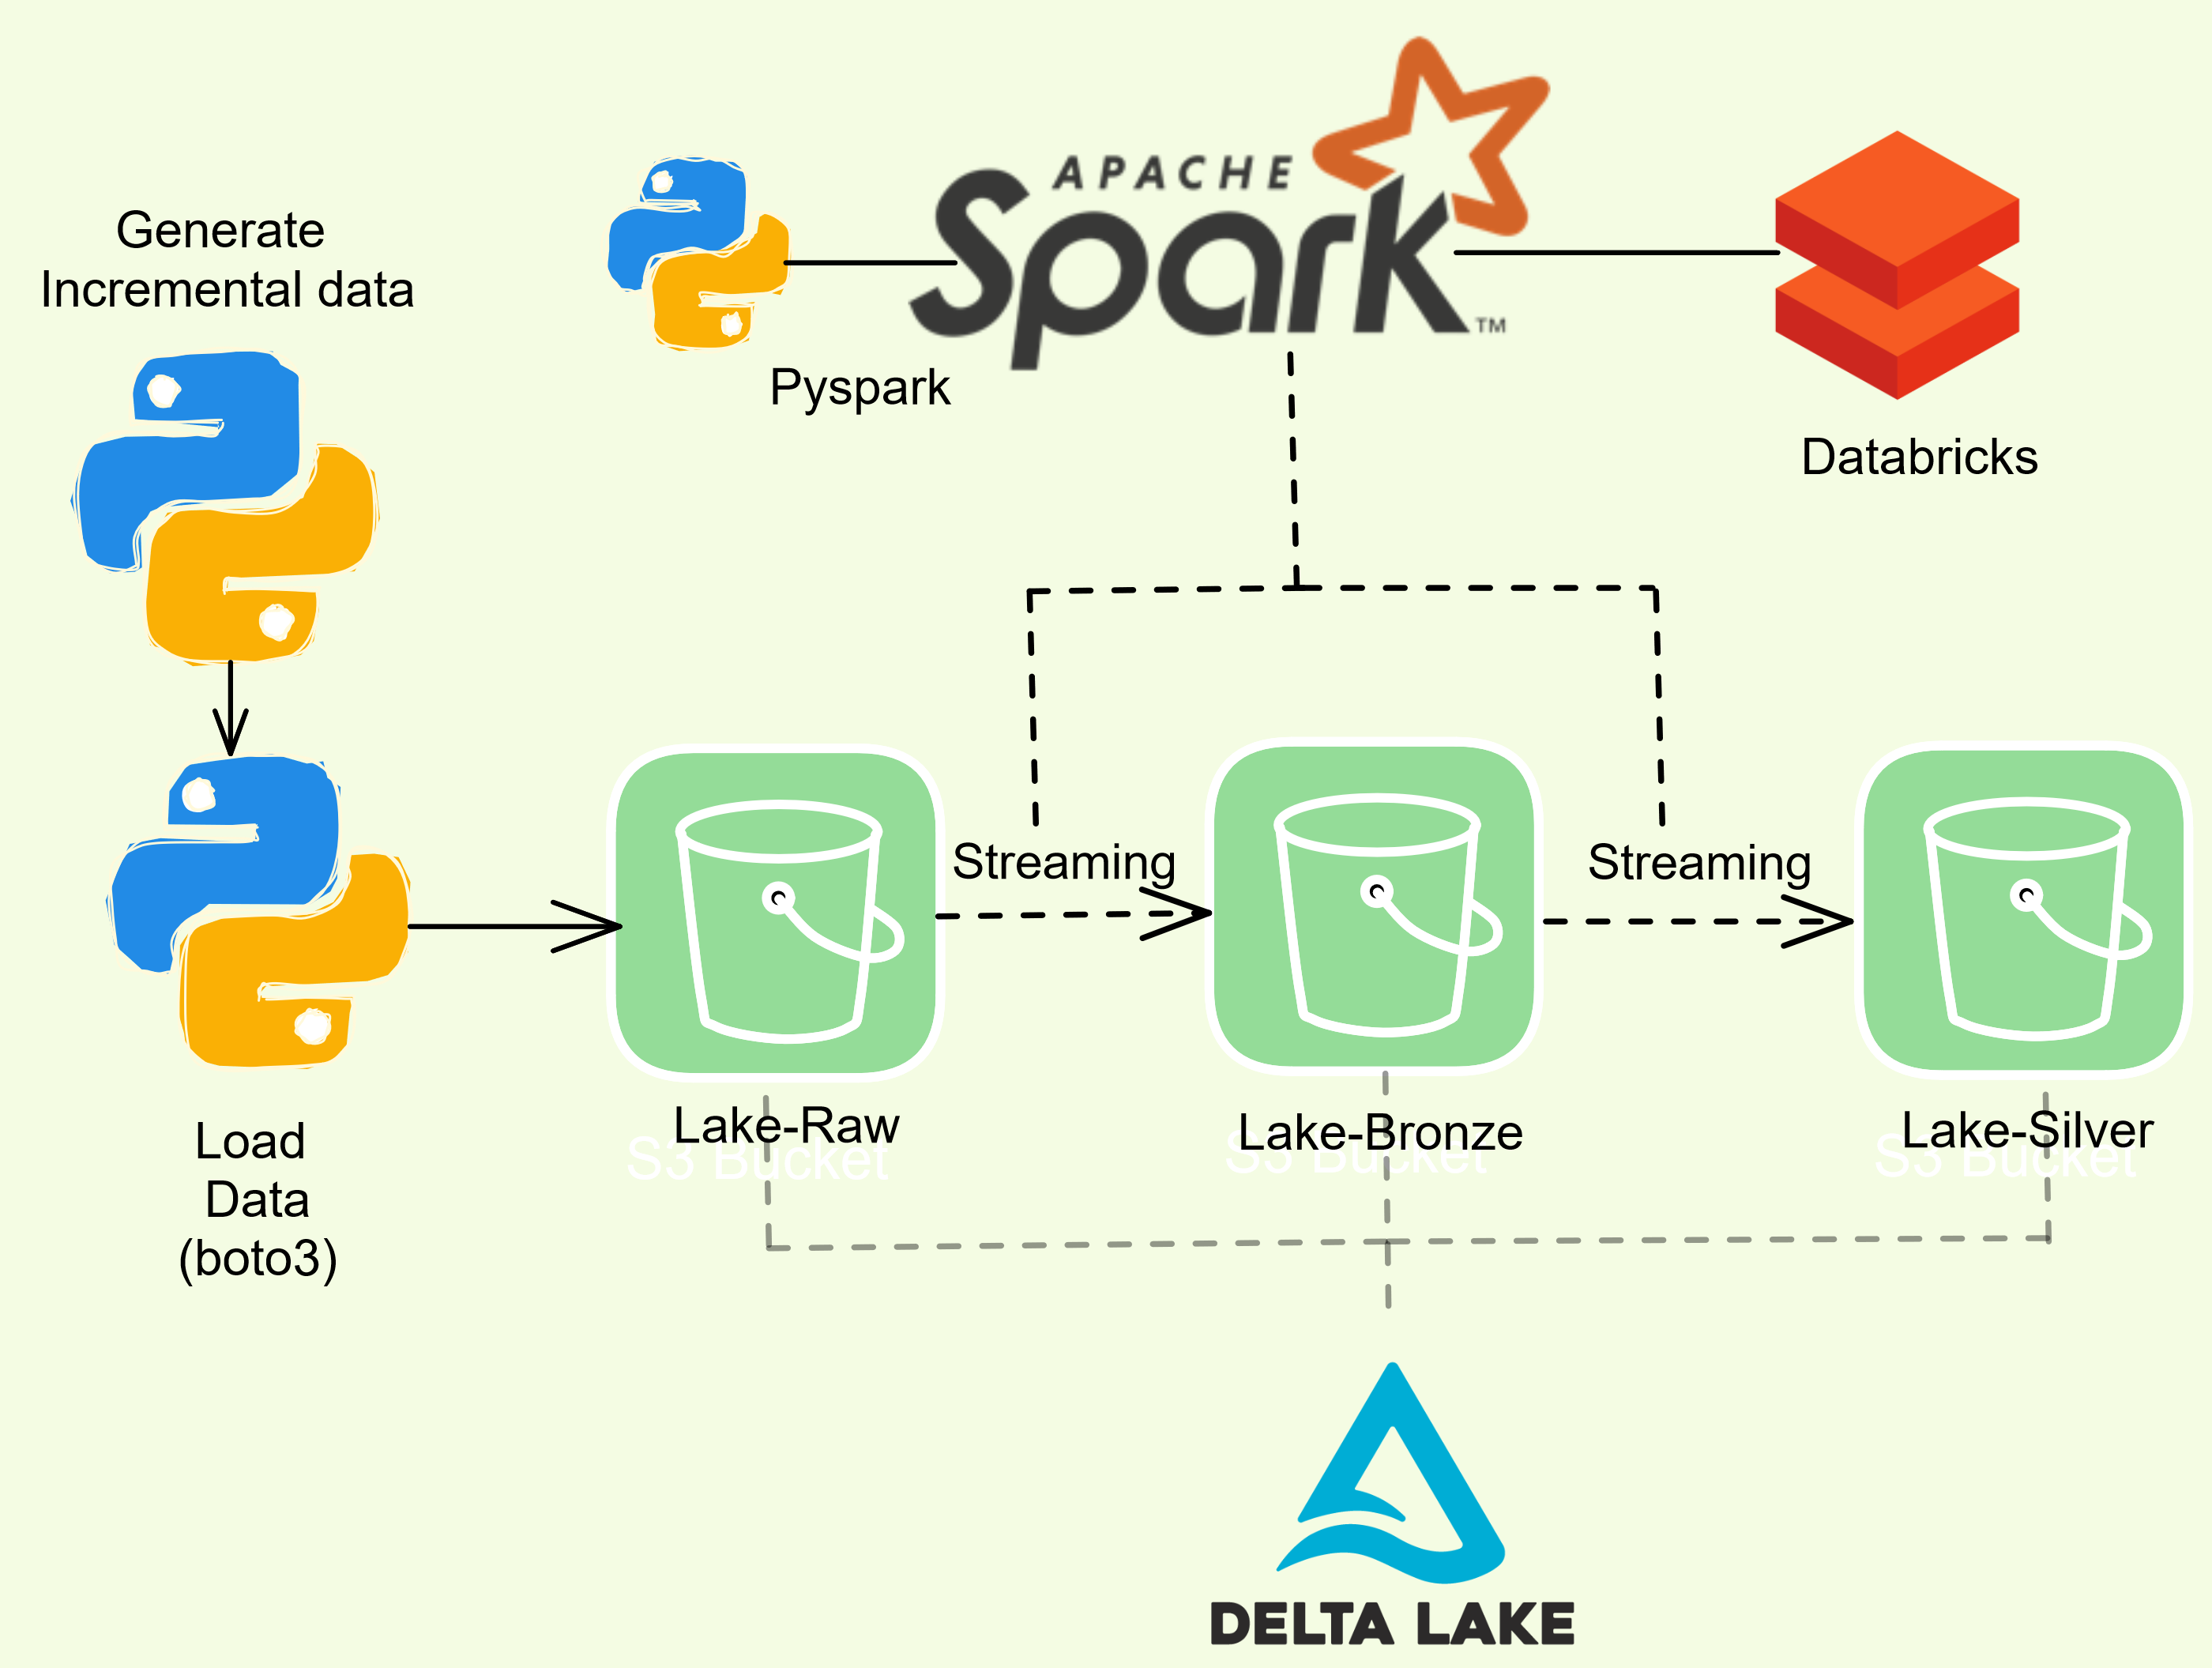 APACHE
Spark™
Generate
Incremental data
Pyspark
Databricks
Streaming
Streaming
Load
Data
(boto3)
Lake-Raw
S3 Bucket
Lake-Bronze
S3 Bucket
Lake-Silver
S3 Bucket
DELTA LAKE